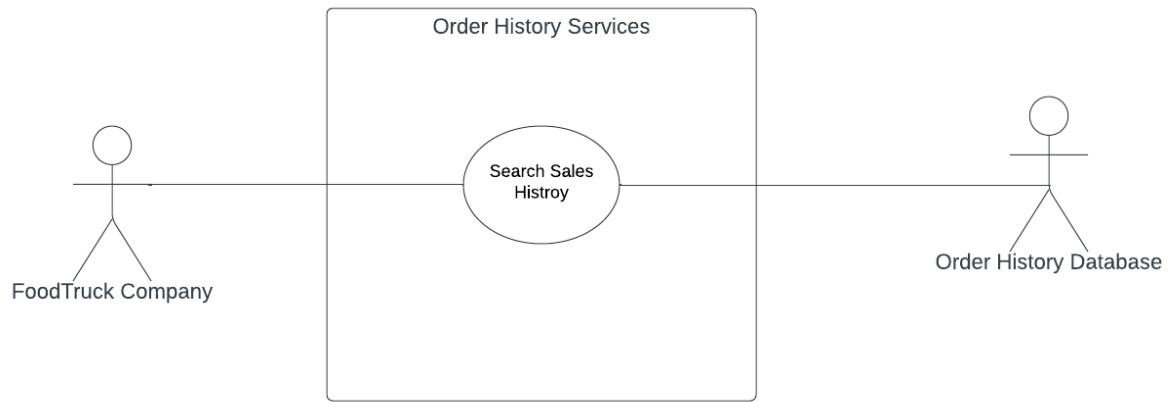 Order History Services
Search Sales
Histroy
FoodTruck Company
Order History Database